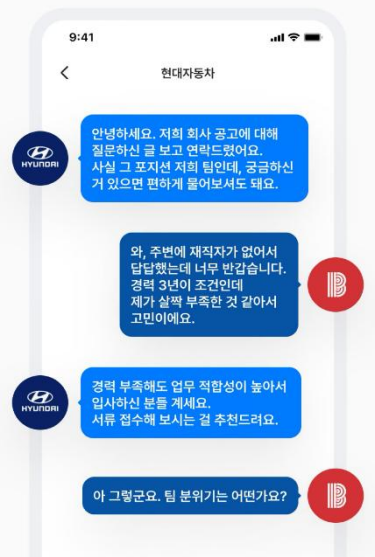 9:41
현대자동차
안녕하세요. 저희 회사 공고에 대해
질문하신 글 보고 연락드렸어요.
사실 그 포지션 저희 팀인데, 궁금하신
거 있으면 편하게 물어보셔도 돼요.
HYUNDAI
와, 주변에 재직자가 없어서
답답했는데 너무 반갑습니다.
경력 3년이 조건인데
제가 살짝 부족한 것 같아서
고민이에요.
B
경력 부족해도 업무 적합성이 높아서
입사하신 분들 계세요.
서류 접수해 보시는 걸 추천드려요.
HYUNDAI
아 그렇군요. 팀 분위기는 어떤가요?
B